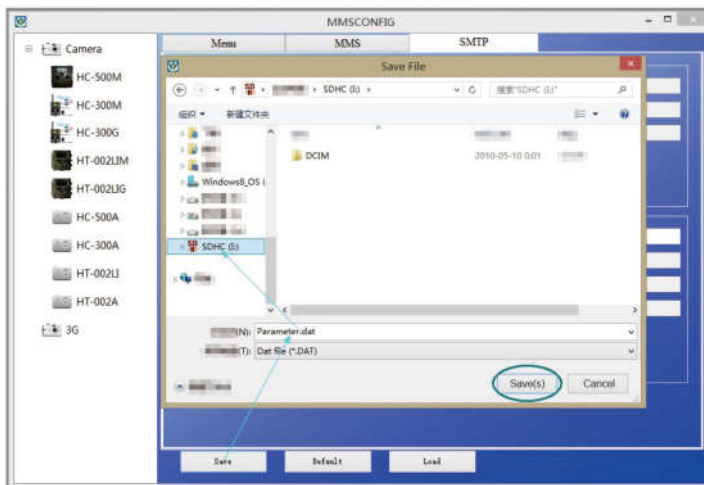 MMSCONFIG
Camera
HC-500M
HC-300M
HC-300G
HT-002LIM
HT-002LIG
HC-500A
HC-300A
HT-002LI
HT-002A
3G
Menu MMS SMTP
Save File
SDHC (I:)
搜索"SDHC (I:)"
组织 新建文件夹
DCIM 2010-05-10 0:01
Windows8_OS (
SDHC (I:)
(N): Parameter.dat
(T): Dat file (*.DAT)
Save(s) Cancel
Save Default Load